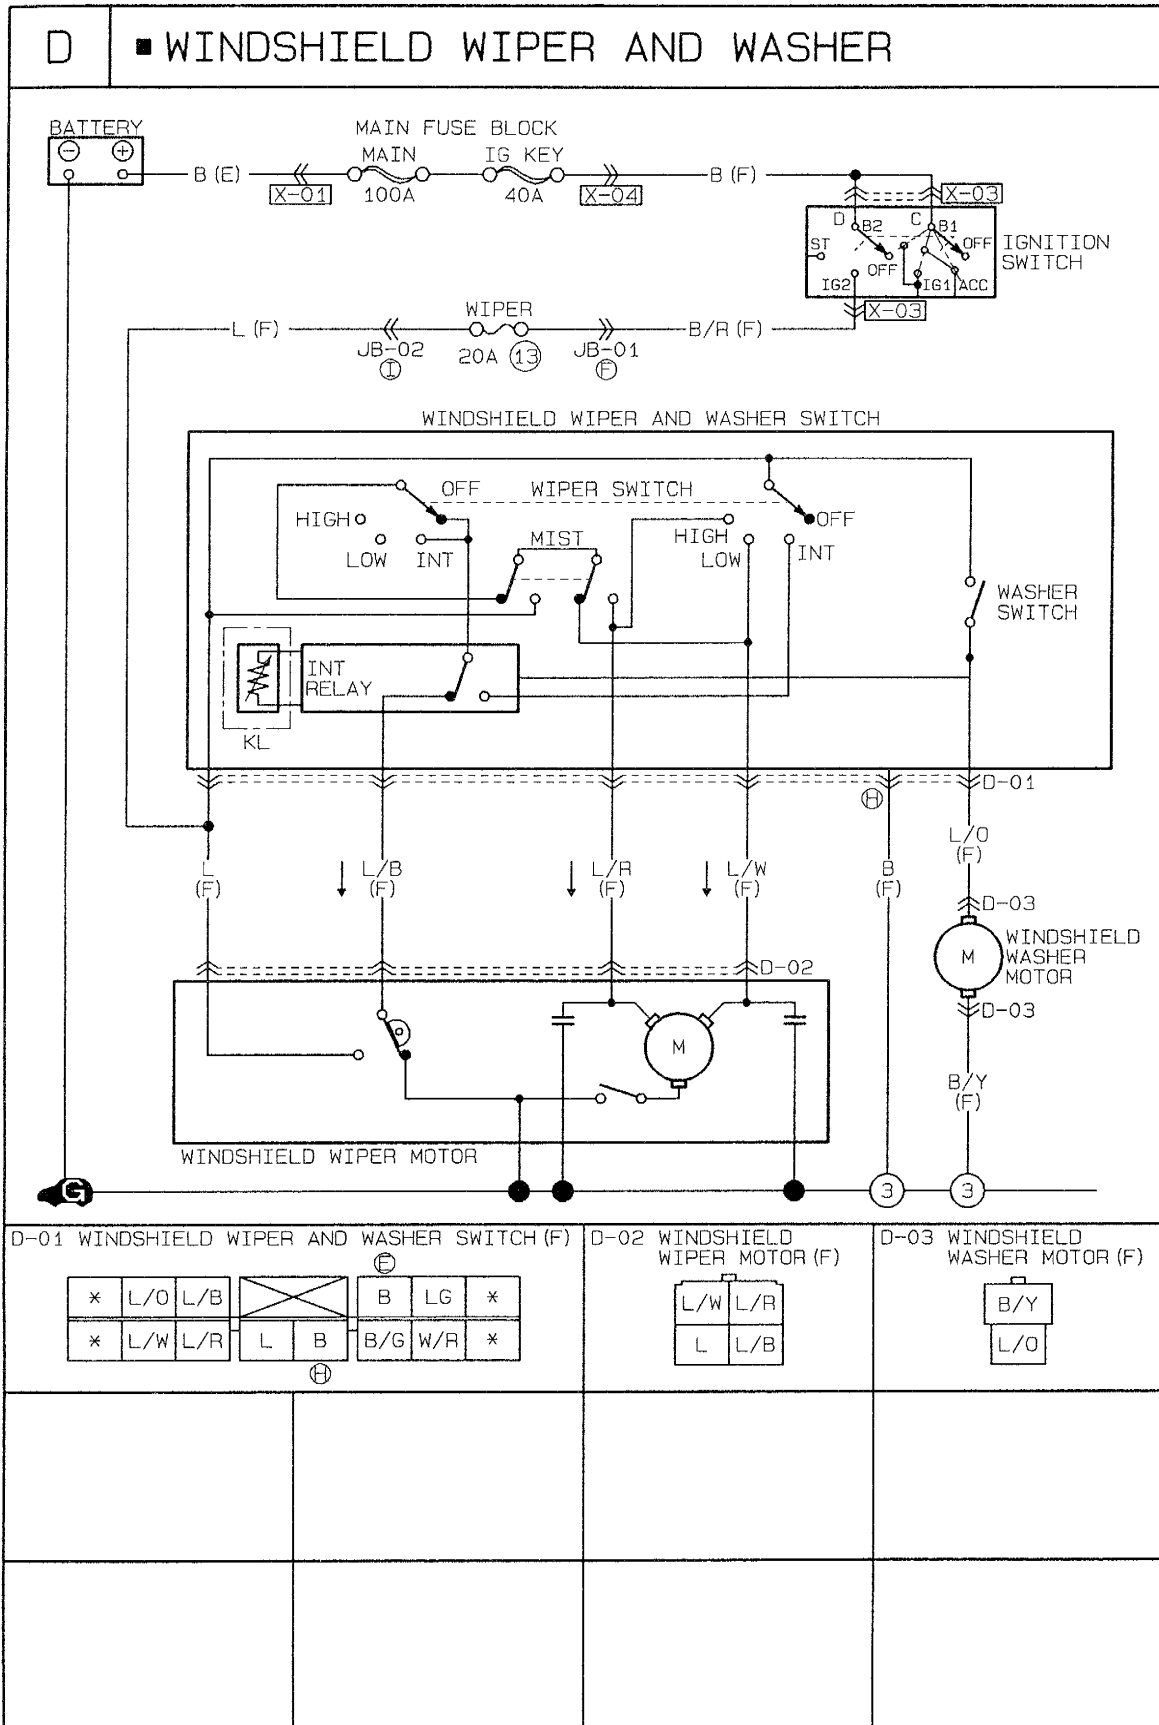 D ■ WINDSHIELD WIPER AND WASHER
BATTERY
− +
MAIN FUSE BLOCK
MAIN
IG KEY
B (E)
X-01
100A
40A
X-04
B (F)
X-03
D
B2
C
B1
ST
OFF
OFF
IG2
IG1
ACC
IGNITION
SWITCH
X-03
L (F)
WIPER
B/R (F)
JB-02
I
20A
13
JB-01
F
WINDSHIELD WIPER AND WASHER SWITCH
OFF
WIPER SWITCH
HIGH
LOW
INT
MIST
HIGH
LOW
OFF
INT
WASHER
SWITCH
INT
RELAY
KL
H
D-01
L
(F)
L/B
(F)
L/R
(F)
L/W
(F)
B
(F)
L/O
(F)
D-03
D-02
M
WINDSHIELD
WASHER
MOTOR
D-03
M
B/Y
(F)
WINDSHIELD WIPER MOTOR
G
3
3
D-01 WINDSHIELD WIPER AND WASHER SWITCH (F)
E
* L/O L/B B LG *
* L/W L/R L B B/G W/R *
H
D-02 WINDSHIELD
WIPER MOTOR (F)
L/W L/R
L L/B
D-03 WINDSHIELD
WASHER MOTOR (F)
B/Y
L/O